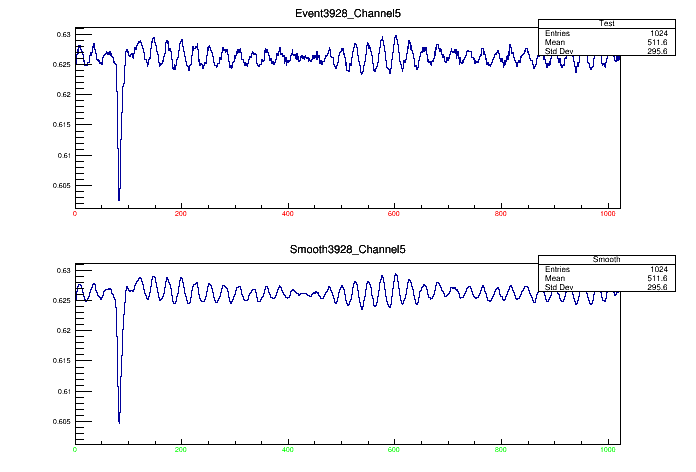 Event3928_Channel5
Test
Entries 1024
Mean 511.6
Std Dev 295.6
0.63
0.625
0.62
0.615
0.61
0.605
0 200 400 600 800 1000
Smooth3928_Channel5
Smooth
Entries 1024
Mean 511.6
Std Dev 295.6
0.63
0.625
0.62
0.615
0.61
0.605
0 200 400 600 800 1000